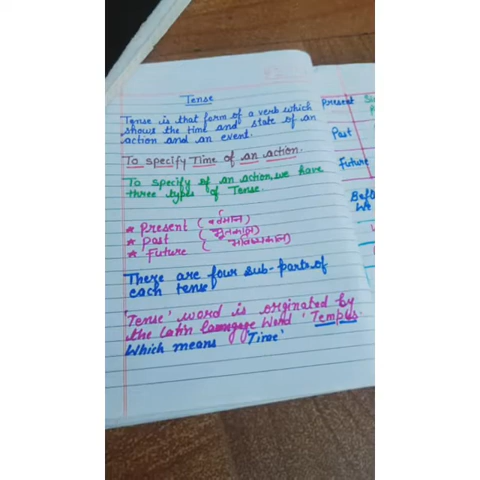 Tense
Tense is that form of a verb which
shows the time and state of an
action and an event.
To specify Time of an action.
To specify of an action, we have
three types of Tense.
* Present (वर्तमान)
* Past (भूतकाल)
* Future (भविष्यकाल)
There are four sub-parts of
each tense
'Tense' word is orginated by
the Latin language Word 'Tempus'
Which means 'Time'
Present
Past
Future